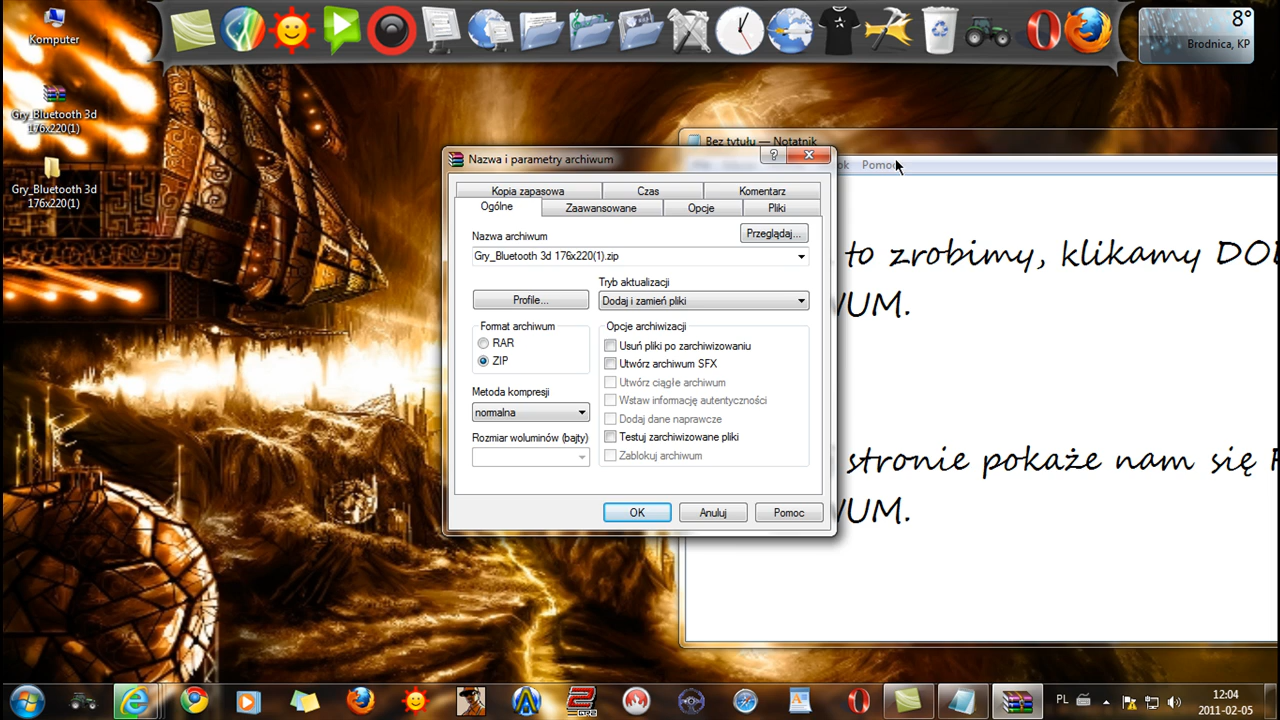 Komputer
Gry_Bluetooth 3d
176x220(1)
Gry_Bluetooth 3d
176x220(1)
8°
Brodnica, KP
Bez tytułu — Notatnik
ok Pomoc
Nazwa i parametry archiwum
Kopia zapasowa Czas Komentarz
Ogólne Zaawansowane Opcje Pliki
Nazwa archiwum Przeglądaj...
Gry_Bluetooth 3d 176x220(1).zip
Tryb aktualizacji
Profile... Dodaj i zamień pliki
Format archiwum
RAR
ZIP
Metoda kompresji
normalna
Rozmiar woluminów (bajty)
Opcje archiwizacji
Usuń pliki po zarchiwizowaniu
Utwórz archiwum SFX
Utwórz ciągłe archiwum
Wstaw informację autentyczności
Dodaj dane naprawcze
Testuj zarchiwizowane pliki
Zablokuj archiwum
OK Anuluj Pomoc
to zrobimy, klikamy DO
WUM.
stronie pokaże nam się
WUM.
PL
12:04
2011-02-05